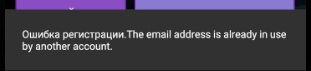 Ошибка регистрации.The email address is already in use
by another account.